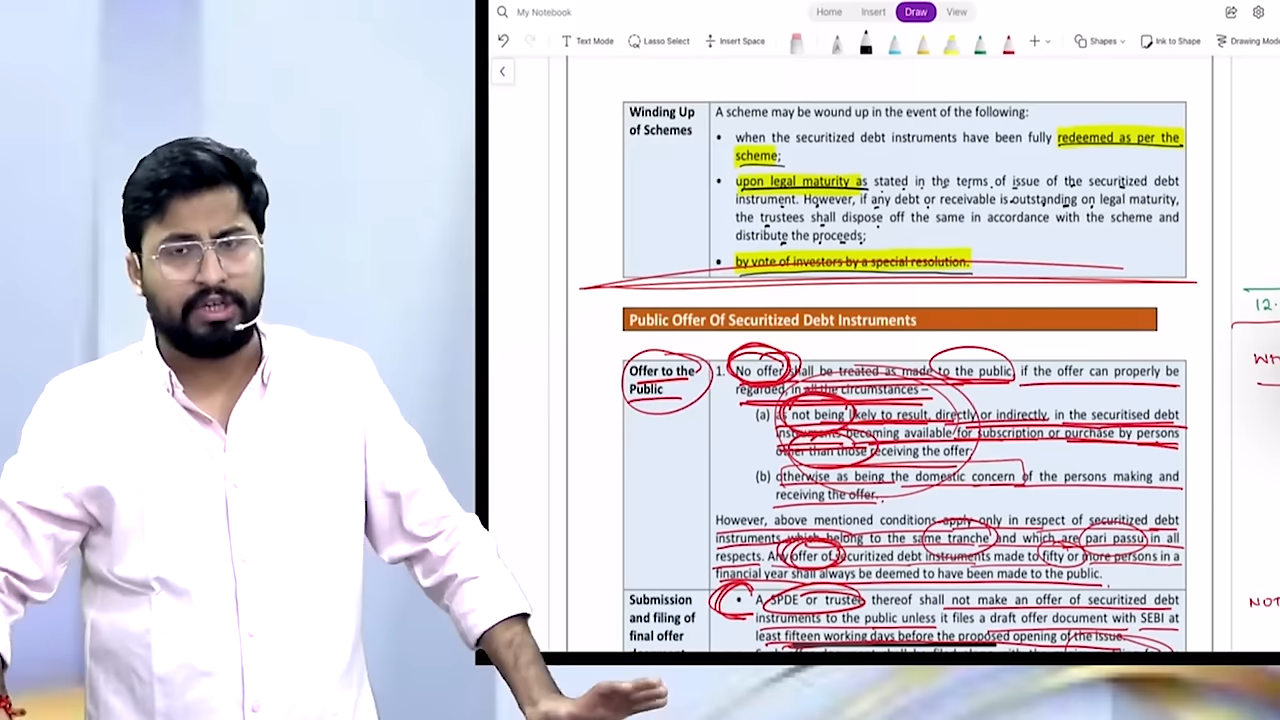 My Notebook
Home Insert Draw View
Text Mode Lasso Select Insert Space Shapes Ink to Shape Drawing Mod
Winding Up of Schemes
A scheme may be wound up in the event of the following:
• when the securitized debt instruments have been fully redeemed as per the
scheme;
• upon legal maturity as stated in the terms of issue of the securitized debt
instrument. However, if any debt or receivable is outstanding on legal maturity,
the trustees shall dispose off the same in accordance with the scheme and
distribute the proceeds;
• by vote of investors by a special resolution.
12.
Public Offer Of Securitized Debt Instruments
Offer to the
Public
1. No offer shall be treated as made to the public, if the offer can properly be
regarded, in all the circumstances –
(a) as not being likely to result, directly or indirectly, in the securitised debt
instruments becoming available for subscription or purchase by persons
other than those receiving the offer
(b) otherwise as being the domestic concern of the persons making and
receiving the offer.
However, above mentioned conditions apply only in respect of securitized debt
instruments which belong to the same tranche and which are pari passu in all
respects. Any offer of securitized debt instruments made to fifty or more persons in a
financial year shall always be deemed to have been made to the public.
WH
Submission
and filing of
final offer
• A SPDE or trustee thereof shall not make an offer of securitized debt
instruments to the public unless it files a draft offer document with SEBI at
least fifteen working days before the proposed opening of the issue.
NOT